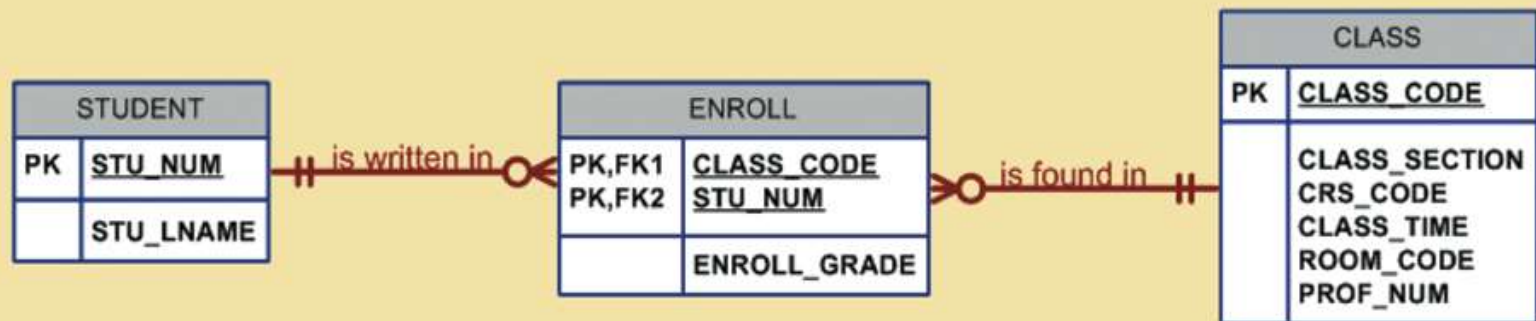 STUDENT
PK STU_NUM
STU_LNAME
is written in
ENROLL
PK,FK1 CLASS_CODE
PK,FK2 STU_NUM
ENROLL_GRADE
is found in
CLASS
PK CLASS_CODE
CLASS_SECTION
CRS_CODE
CLASS_TIME
ROOM_CODE
PROF_NUM